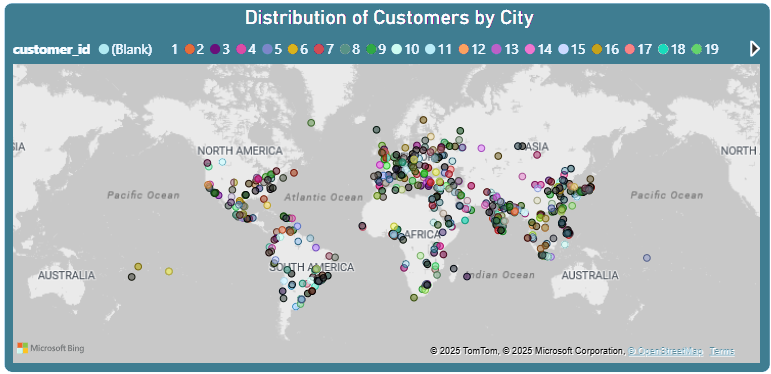 Distribution of Customers by City
customer_id (Blank) 1 2 3 4 5 6 7 8 9 10 11 12 13 14 15 16 17 18 19
SIA
NORTH AMERICA
ASIA
NORTH
Pacific Ocean
Atlantic Ocean
Pacific Ocean
AFRICA
AUSTRALIA
SOUTH AMERICA
ndian Ocean
AUSTRALIA
Microsoft Bing
© 2025 TomTom, © 2025 Microsoft Corporation, © OpenStreetMap Terms